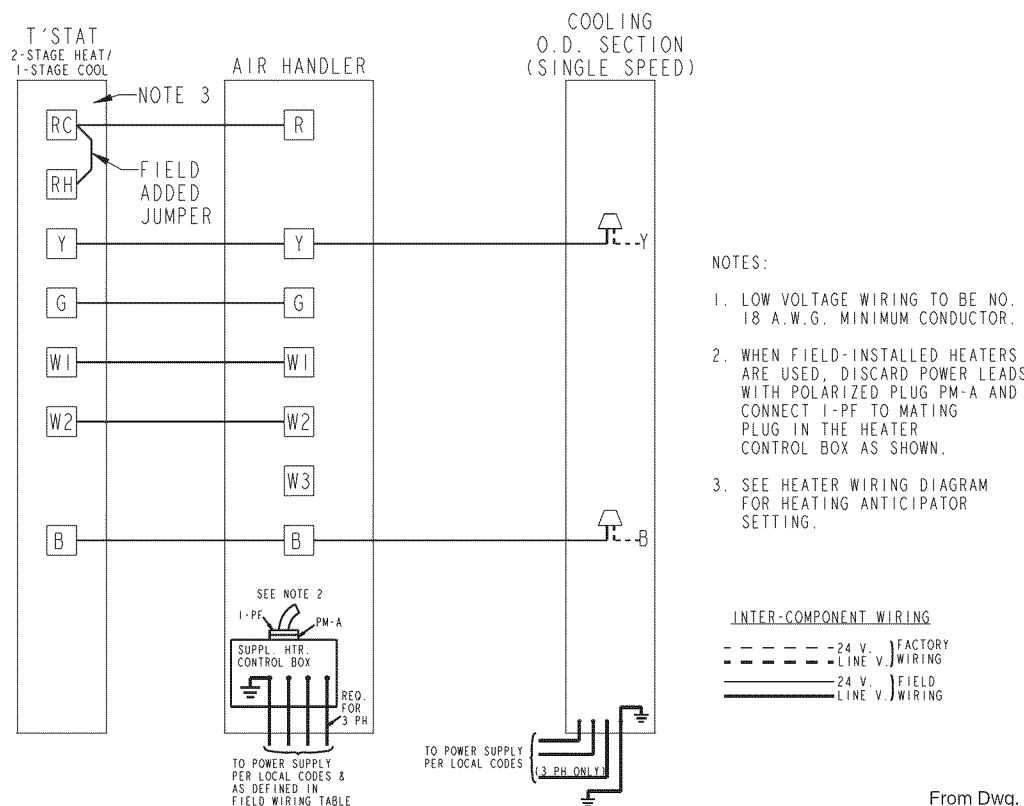 T'STAT
2-STAGE HEAT/
1-STAGE COOL
AIR HANDLER
COOLING
O.D. SECTION
(SINGLE SPEED)
NOTE 3
RC
R
FIELD
ADDED
JUMPER
RH
Y
Y
Y
G
G
W1
W1
W2
W2
W3
B
B
B
NOTES:
1. LOW VOLTAGE WIRING TO BE NO.
18 A.W.G. MINIMUM CONDUCTOR.
2. WHEN FIELD-INSTALLED HEATERS
ARE USED, DISCARD POWER LEADS
WITH POLARIZED PLUG PM-A AND
CONNECT 1-PF TO MATING
PLUG IN THE HEATER
CONTROL BOX AS SHOWN.
3. SEE HEATER WIRING DIAGRAM
FOR HEATING ANTICIPATOR
SETTING.
SEE NOTE 2
1-PF
PM-A
SUPPL. HTR.
CONTROL BOX
REQ.
FOR
3 PH
TO POWER SUPPLY
PER LOCAL CODES &
AS DEFINED IN
FIELD WIRING TABLE
TO POWER SUPPLY
PER LOCAL CODES
(3 PH ONLY)
INTER-COMPONENT WIRING
24 V.
LINE V.
FACTORY
WIRING
24 V.
LINE V.
FIELD
WIRING
From Dwg.